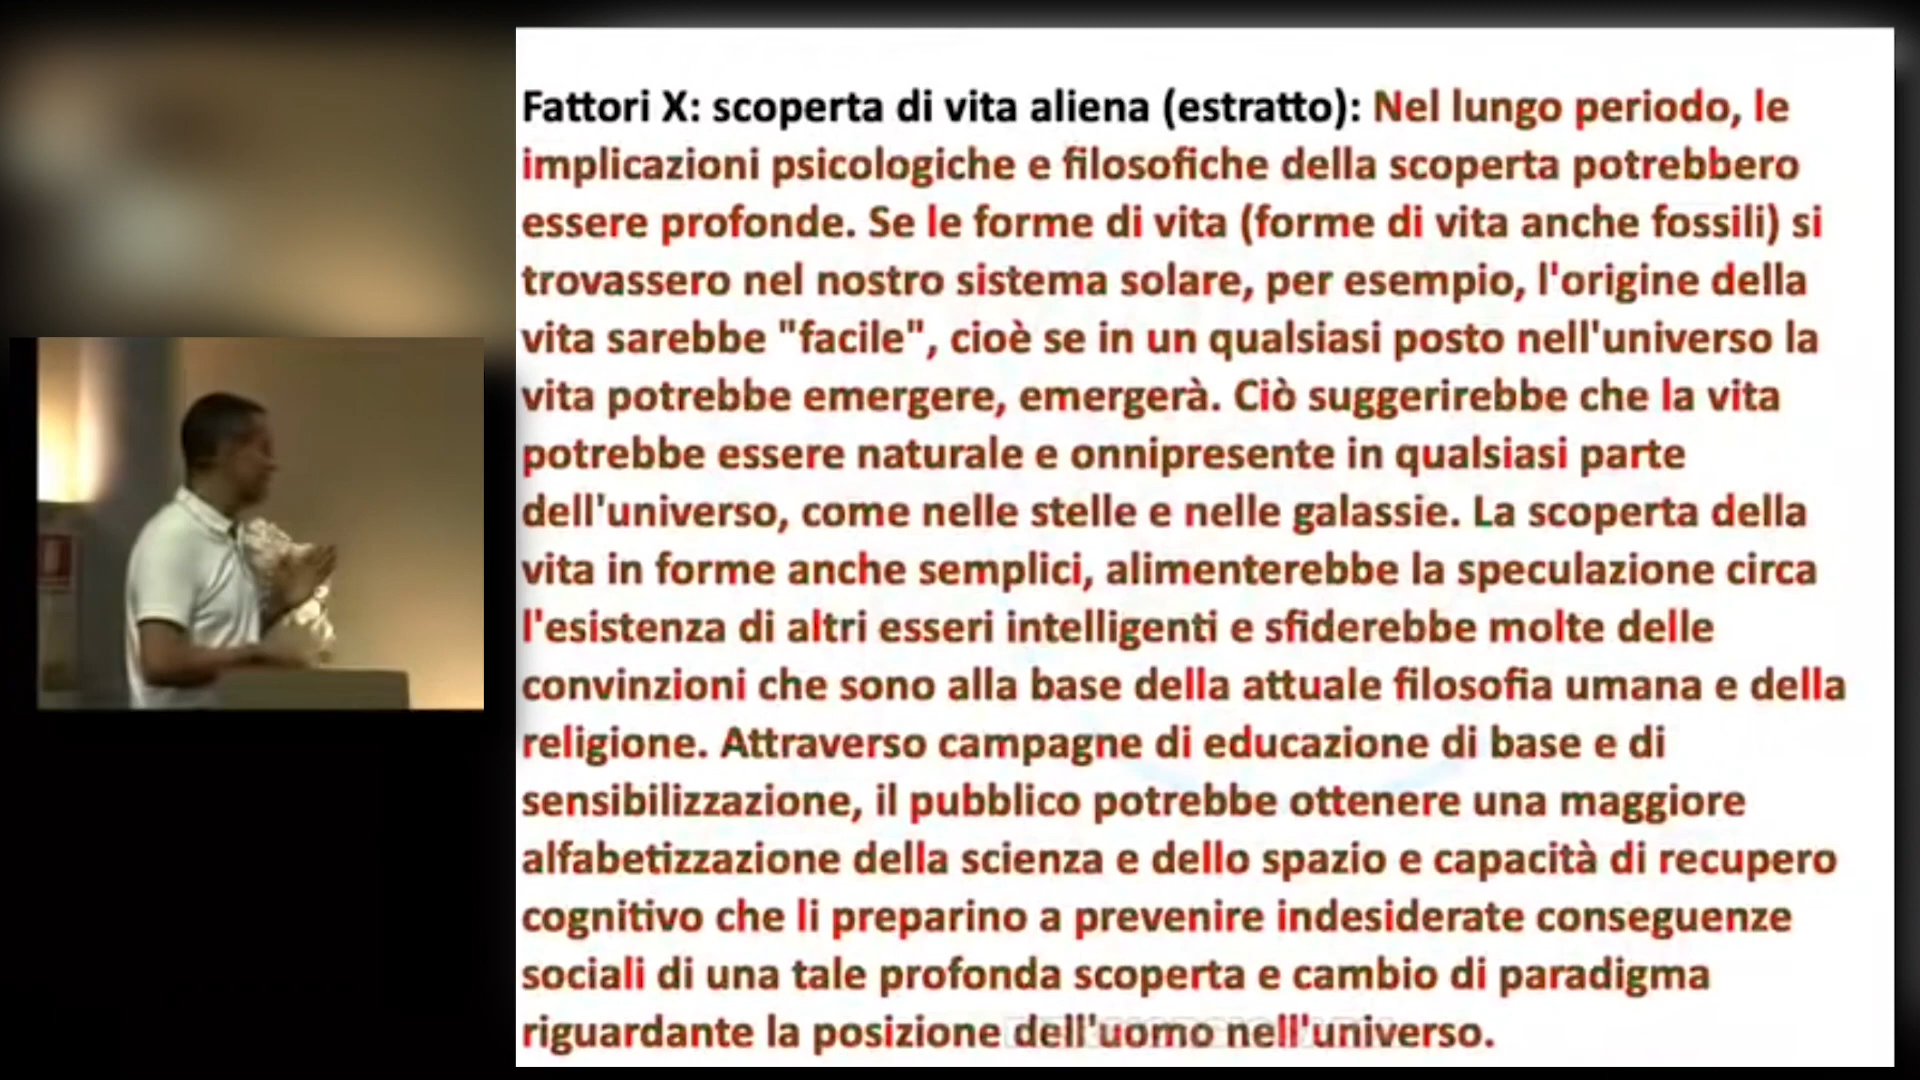 Fattori X: scoperta di vita aliena (estratto): Nel lungo periodo, le
implicazioni psicologiche e filosofiche della scoperta potrebbero
essere profonde. Se le forme di vita (forme di vita anche fossili) si
trovassero nel nostro sistema solare, per esempio, l'origine della
vita sarebbe "facile", cioè se in un qualsiasi posto nell'universo la
vita potrebbe emergere, emergerà. Ciò suggerirebbe che la vita
potrebbe essere naturale e onnipresente in qualsiasi parte
dell'universo, come nelle stelle e nelle galassie. La scoperta della
vita in forme anche semplici, alimenterebbe la speculazione circa
l'esistenza di altri esseri intelligenti e sfiderebbe molte delle
convinzioni che sono alla base della attuale filosofia umana e della
religione. Attraverso campagne di educazione di base e di
sensibilizzazione, il pubblico potrebbe ottenere una maggiore
alfabetizzazione della scienza e dello spazio e capacità di recupero
cognitivo che li preparino a prevenire indesiderate conseguenze
sociali di una tale profonda scoperta e cambio di paradigma
riguardante la posizione dell'uomo nell'universo.